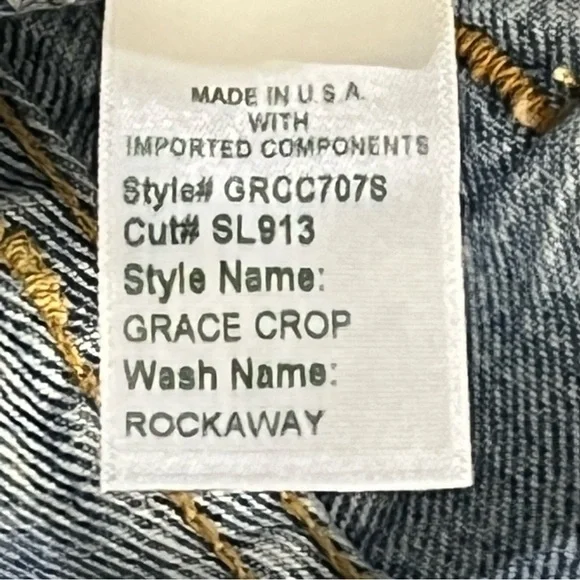 MADE IN U.S.A.
WITH
IMPORTED COMPONENTS
Style# GRCC707S
Cut# SL913
Style Name:
GRACE CROP
Wash Name:
ROCKAWAY